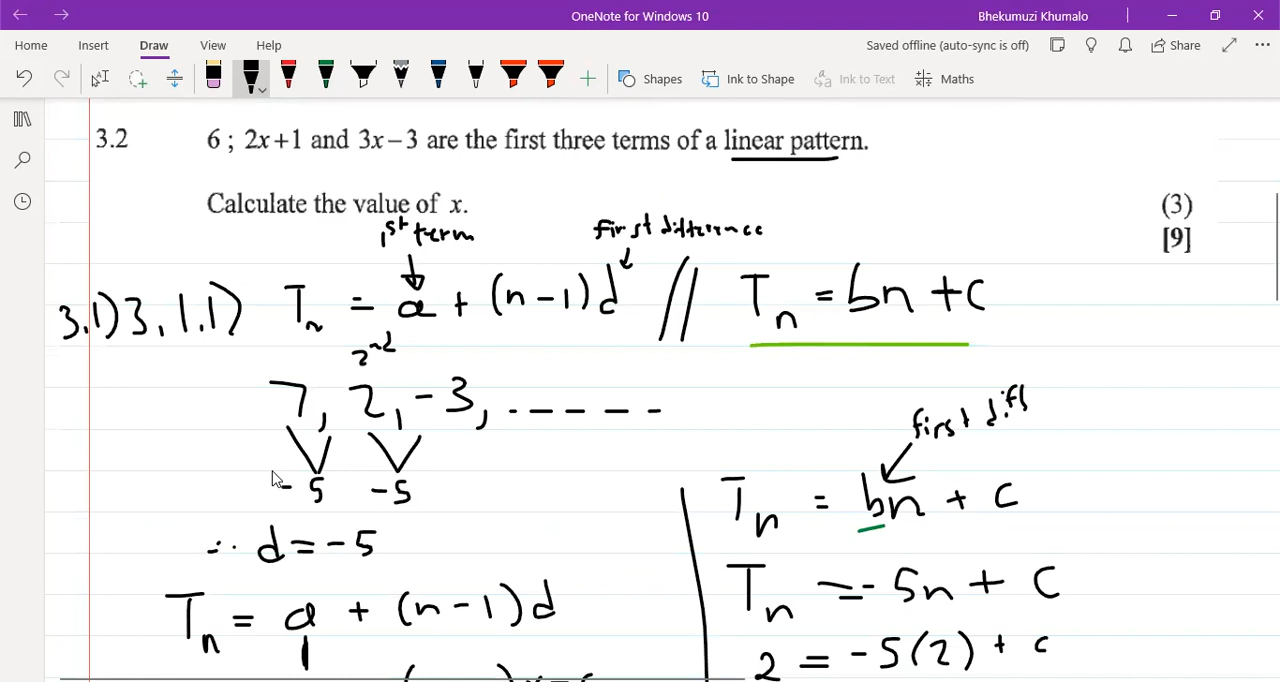 OneNote for Windows 10
Bhekumuzi Khumalo
Home Insert Draw View Help
Saved offline (auto-sync is off) Share
Shapes Ink to Shape Ink to Text Maths
3.2 6 ; 2x+1 and 3x−3 are the first three terms of a linear pattern.
Calculate the value of x. (3)
[9]
1st term first difference
3.1) 3.1.1) Tn = a + (n-1)d // Tn = bn + c
2nd
7, 2, -3, -----
first diff
-5 -5
Tn = bn + c
∴ d = -5
Tn = -5n + c
Tn = a + (n-1)d
2 = -5(2) + c